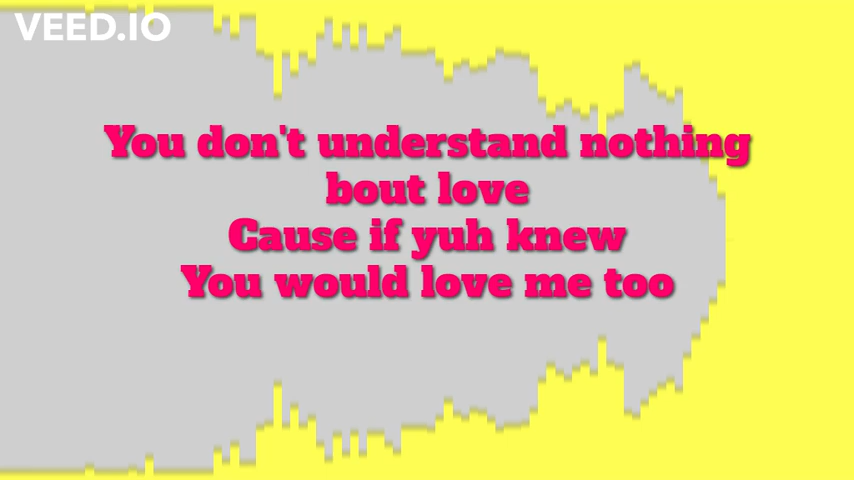 VEED.IO
You don't understand nothing
bout love
Cause if yuh knew
You would love me too